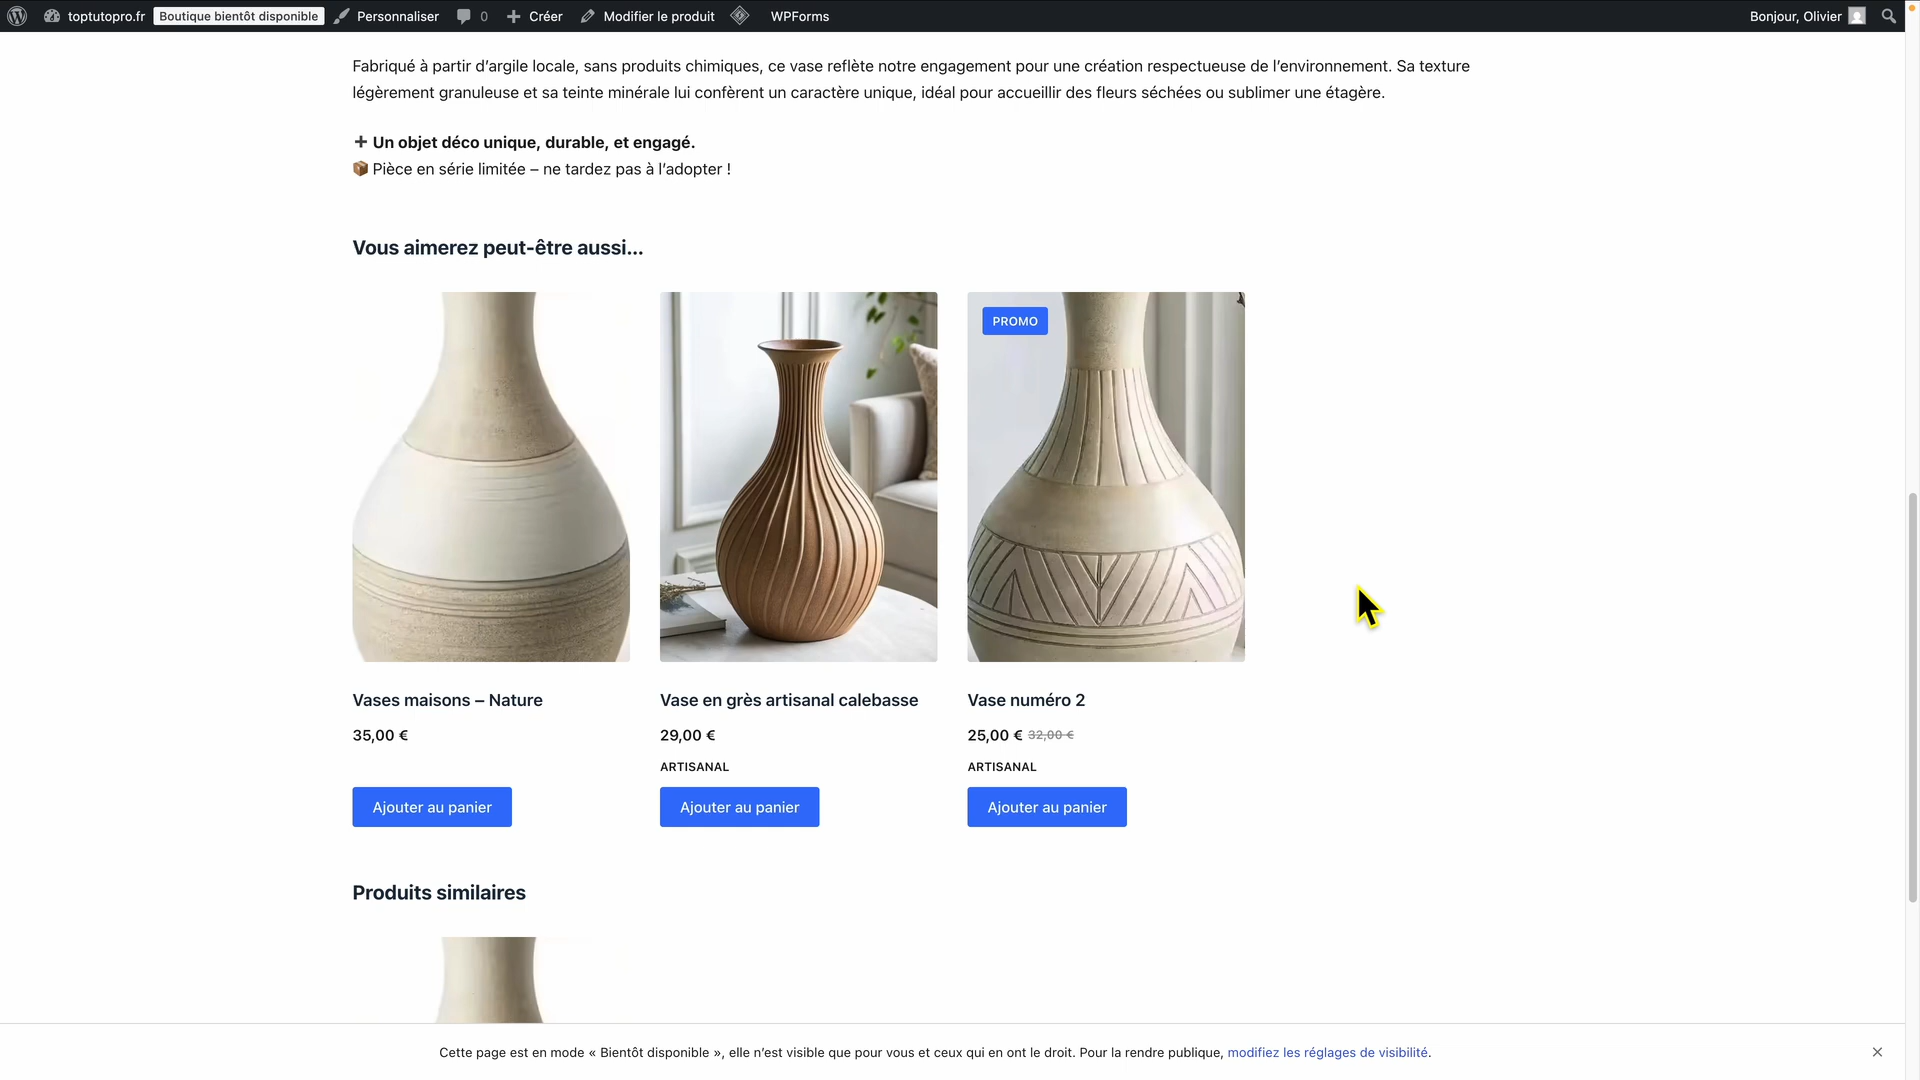 toptutopro.fr Boutique bientôt disponible Personnaliser 0 Créer Modifier le produit WPForms Bonjour, Olivier
Fabriqué à partir d’argile locale, sans produits chimiques, ce vase reflète notre engagement pour une création respectueuse de l’environnement. Sa texture
légèrement granuleuse et sa teinte minérale lui confèrent un caractère unique, idéal pour accueillir des fleurs séchées ou sublimer une étagère.
➕ Un objet déco unique, durable, et engagé.
📦 Pièce en série limitée – ne tardez pas à l’adopter !
Vous aimerez peut-être aussi…
PROMO
Vases maisons – Nature
35,00 €
Ajouter au panier
Vase en grès artisanal calebasse
29,00 €
ARTISANAL
Ajouter au panier
Vase numéro 2
25,00 € 32,00 €
ARTISANAL
Ajouter au panier
Produits similaires
Cette page est en mode « Bientôt disponible », elle n’est visible que pour vous et ceux qui en ont le droit. Pour la rendre publique, modifiez les réglages de visibilité.